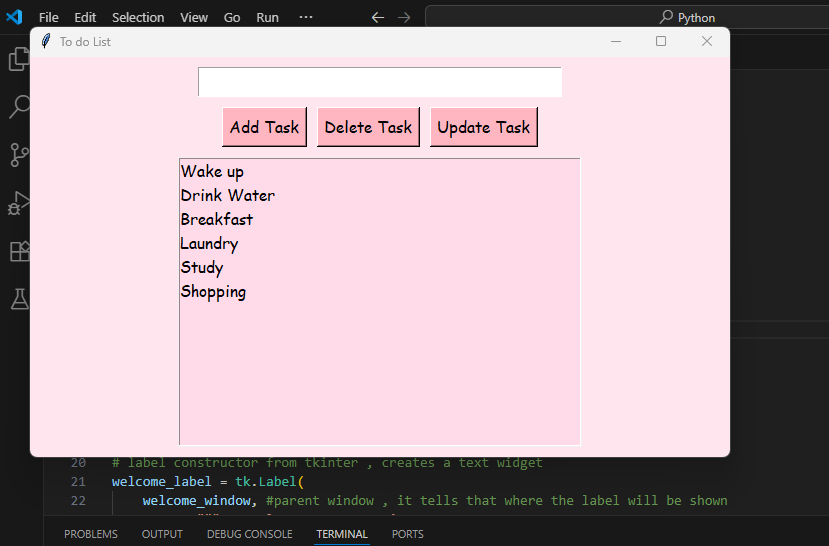 File Edit Selection View Go Run ··· Python
To do List
Add Task Delete Task Update Task
Wake up
Drink Water
Breakfast
Laundry
Study
Shopping
20 # label constructor from tkinter , creates a text widget
21 welcome_label = tk.Label(
22 welcome_window, #parent window , it tells that where the label will be shown
PROBLEMS OUTPUT DEBUG CONSOLE TERMINAL PORTS